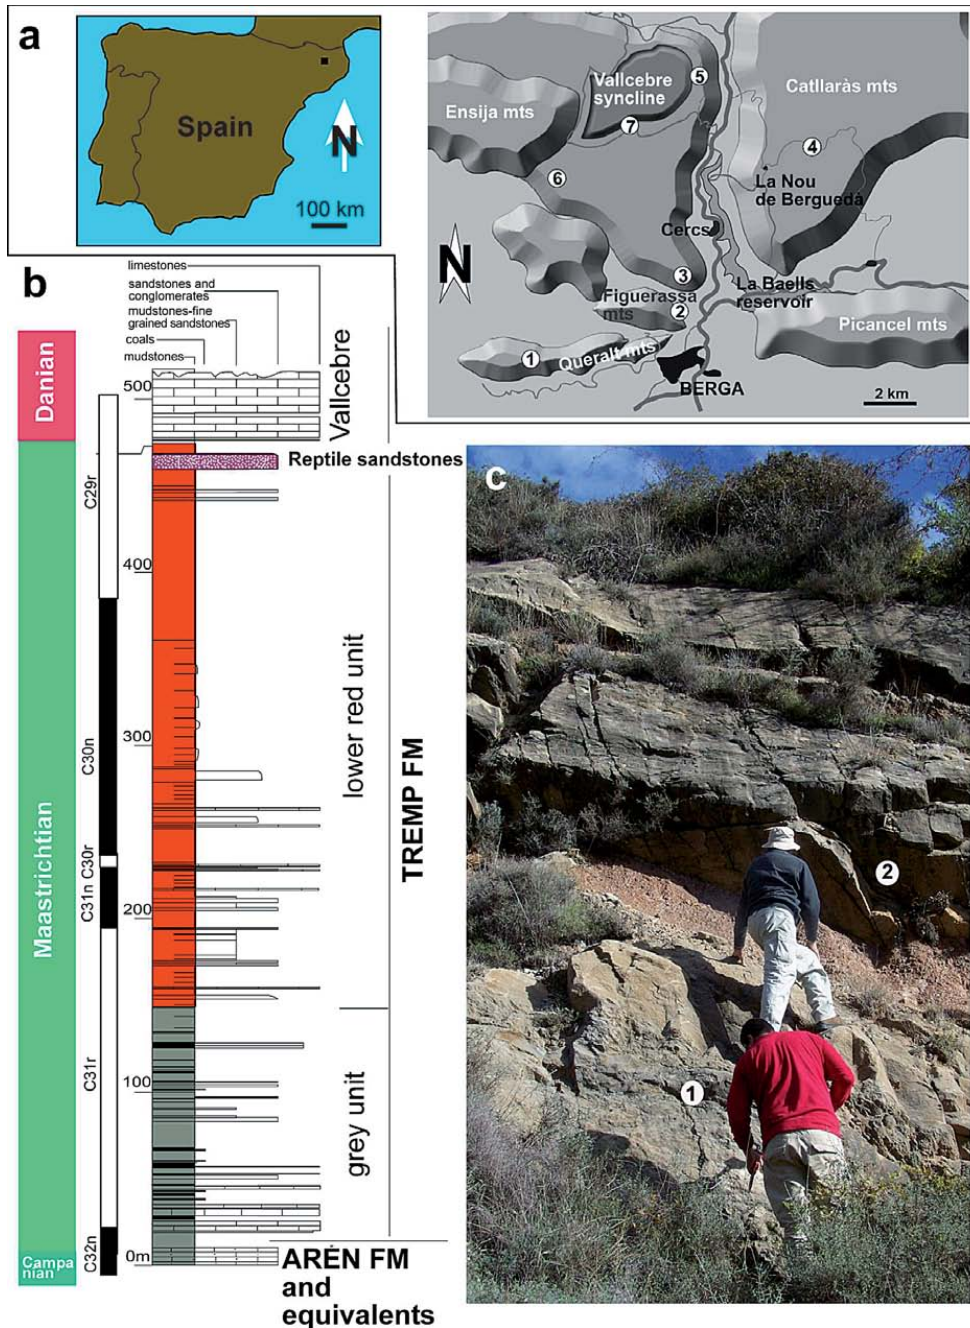 a
Spain
N
100 km
Ensija mts
Vallcebre
syncline
5
7
Catllaràs mts
4
6
La Nou
de Berguedà
Cercs
N
3
La Baells
reservoir
Figuerassa
mts
2
Picancel mts
1
Queralt mts
BERGA
2 km
b
limestones
sandstones and
conglomerates
mudstones-fine
grained sandstones
coals
mudstones
Danian
Maastrichtian
Campa
nian
C29r
C30n
C30r
C31n
C31r
C32n
500
400
300
200
100
0m
Vallcebre
Reptile sandstones
lower red unit
TREMP FM
grey unit
AREN FM
and
equivalents
c
2
1